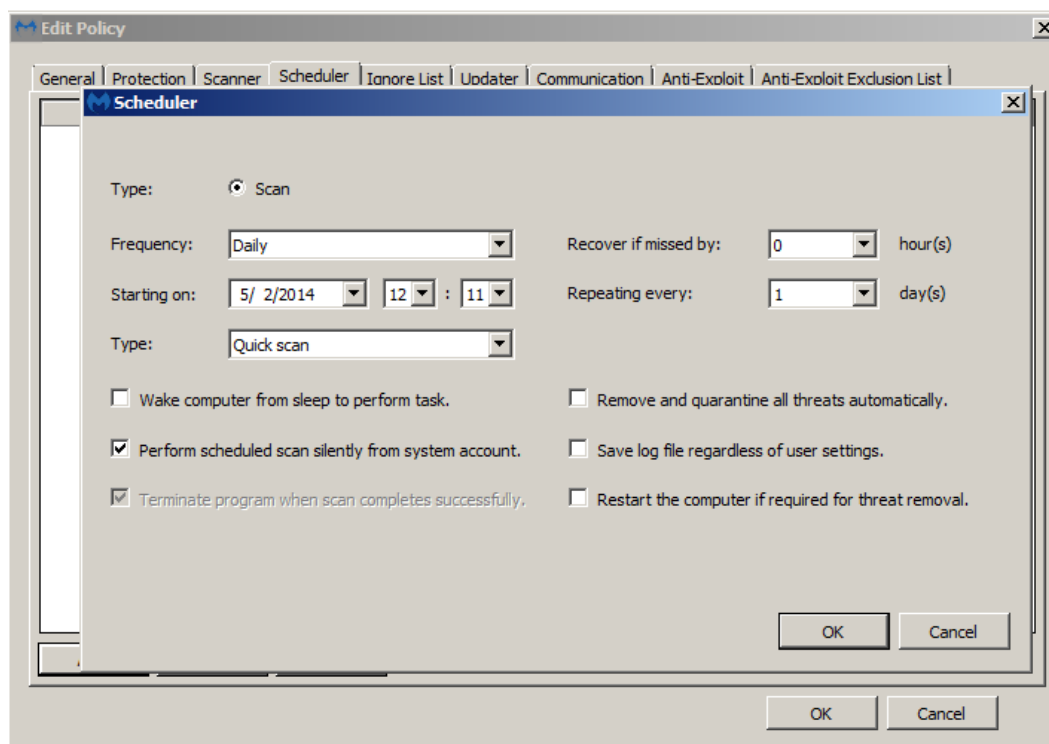 Edit Policy
General Protection Scanner Scheduler Ignore List Updater Communication Anti-Exploit Anti-Exploit Exclusion List
Scheduler
Type: Scan
Frequency: Daily Recover if missed by: 0 hour(s)
Starting on: 5/ 2/2014 12 : 11 Repeating every: 1 day(s)
Type: Quick scan
Wake computer from sleep to perform task. Remove and quarantine all threats automatically.
Perform scheduled scan silently from system account. Save log file regardless of user settings.
Terminate program when scan completes successfully. Restart the computer if required for threat removal.
OK Cancel
OK Cancel